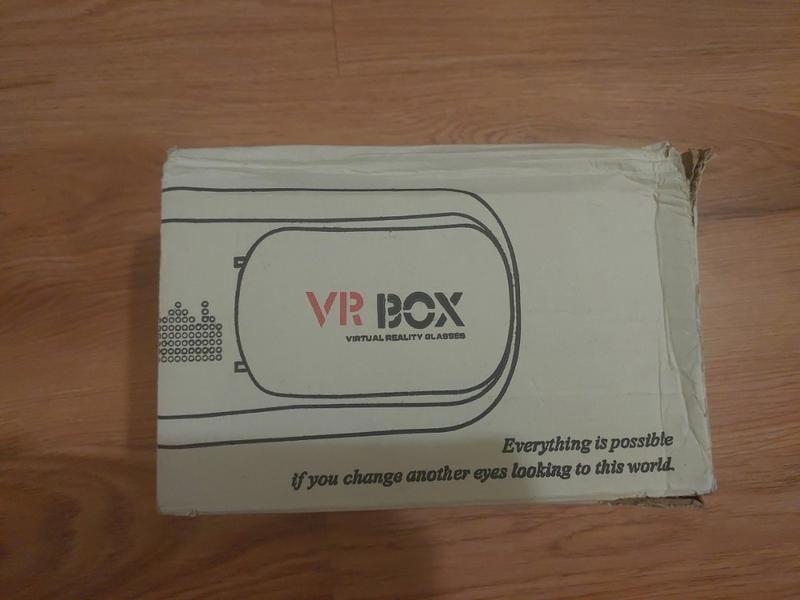 VR BOX
VIRTUAL REALITY GLASSES
Everything is possible
if you change another eyes looking to this world.